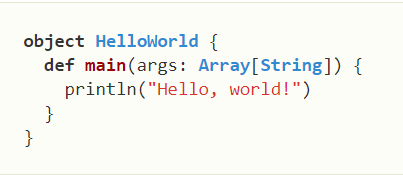 object HelloWorld {
  def main(args: Array[String]) {
    println("Hello, world!")
  }
}